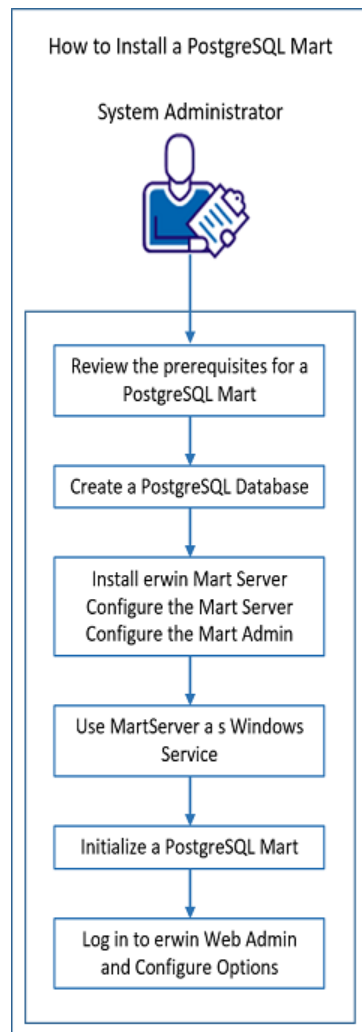 How to Install a PostgreSQL Mart
System Administrator
Review the prerequisites for a
PostgreSQL Mart
Create a PostgreSQL Database
Install erwin Mart Server
Configure the Mart Server
Configure the Mart Admin
Use MartServer a s Windows
Service
Initialize a PostgreSQL Mart
Log in to erwin Web Admin
and Configure Options